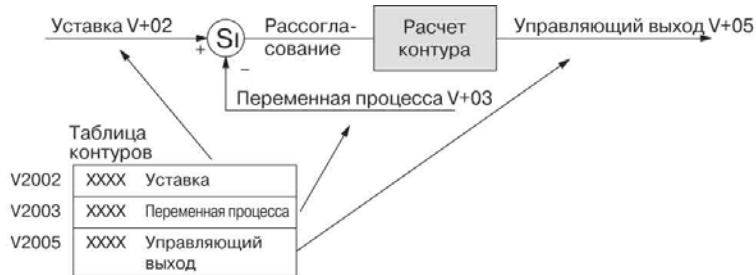 Уставка V+02
+
SI
−
Рассогла-
сование
Расчет
контура
Управляющий выход V+05
Переменная процесса V+03
Таблица
контуров
V2002 XXXX Уставка
V2003 XXXX Переменная процесса
V2005 XXXX Управляющий
выход